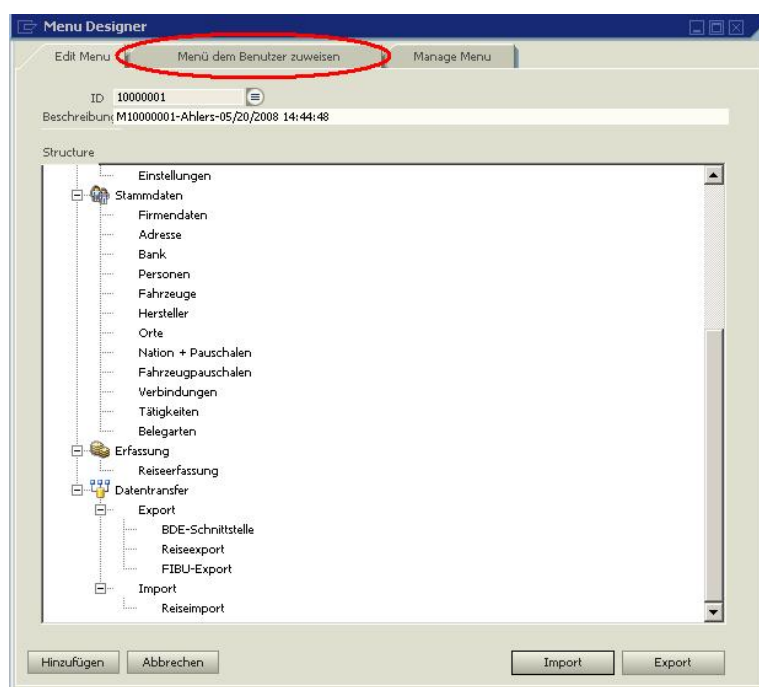 Menu Designer
Edit Menu Menü dem Benutzer zuweisen Manage Menu
ID 10000001
Beschreibung M10000001-Ahlers-05/20/2008 14:44:48
Structure
Einstellungen
Stammdaten
Firmendaten
Adresse
Bank
Personen
Fahrzeuge
Hersteller
Orte
Nation + Pauschalen
Fahrzeugpauschalen
Verbindungen
Tätigkeiten
Belegarten
Erfassung
Reiseerfassung
Datentransfer
Export
BDE-Schnittstelle
Reiseexport
FIBU-Export
Import
Reiseimport
Hinzufügen Abbrechen Import Export